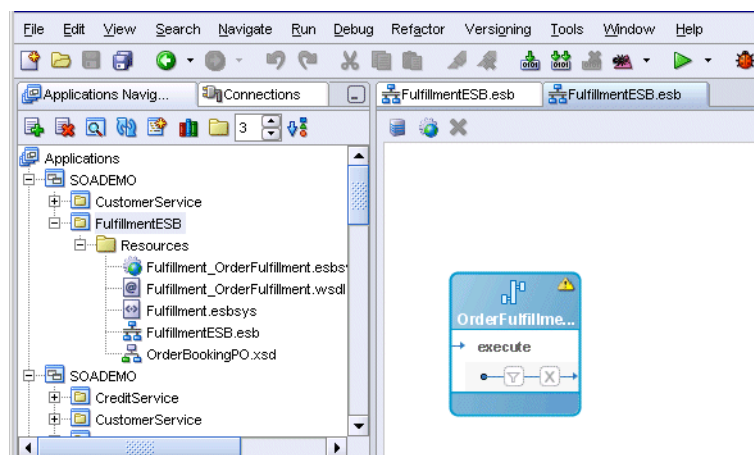 File Edit View Search Navigate Run Debug Refactor Versioning Tools Window Help
Applications Navig... Connections
FulfillmentESB.esb FulfillmentESB.esb
3
Applications
SOADEMO
CustomerService
FulfillmentESB
Resources
Fulfillment_OrderFulfillment.esbs
Fulfillment_OrderFulfillment.wsdl
Fulfillment.esbsys
FulfillmentESB.esb
OrderBookingPO.xsd
SOADEMO
CreditService
CustomerService
OrderFulfillme...
execute